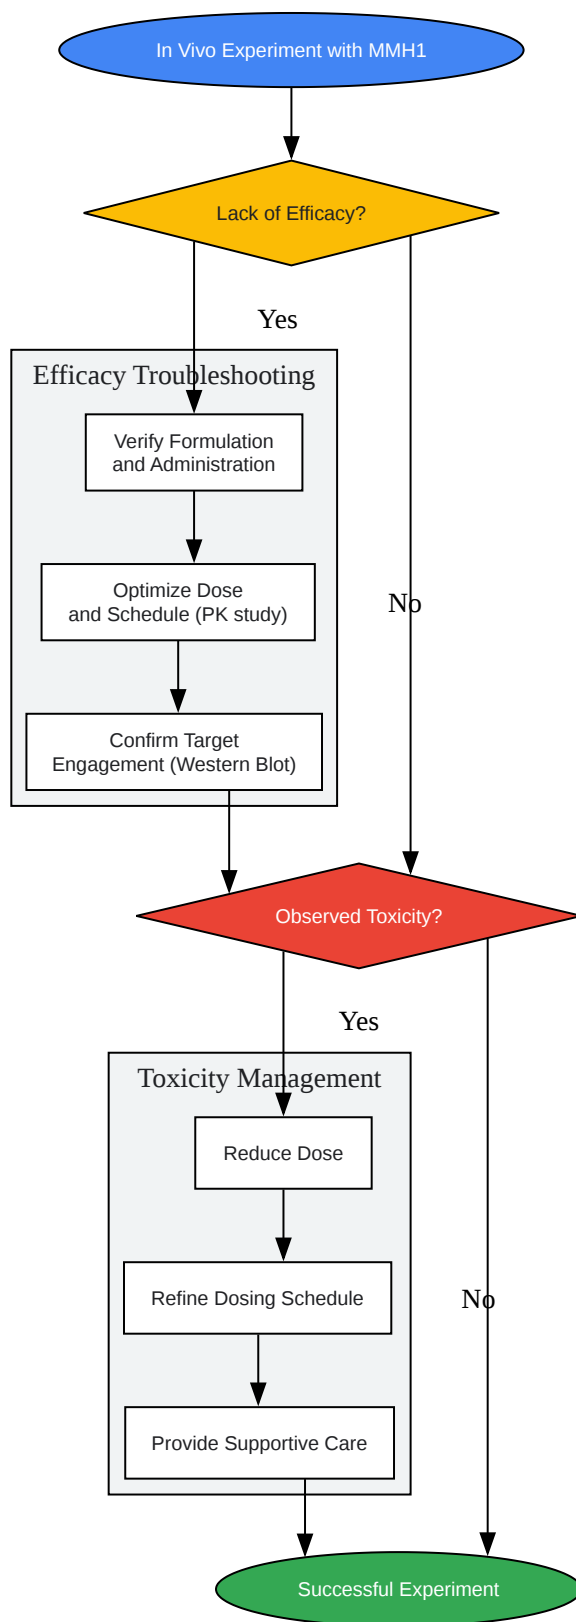 In Vivo Experiment with MMH1
Lack of Efficacy?
Yes
Efficacy Troubleshooting
Verify Formulation
and Administration
Optimize Dose
and Schedule (PK study)
No
Confirm Target
Engagement (Western Blot)
Observed Toxicity?
Yes
Toxicity Management
Reduce Dose
Refine Dosing Schedule
No
Provide Supportive Care
Successful Experiment